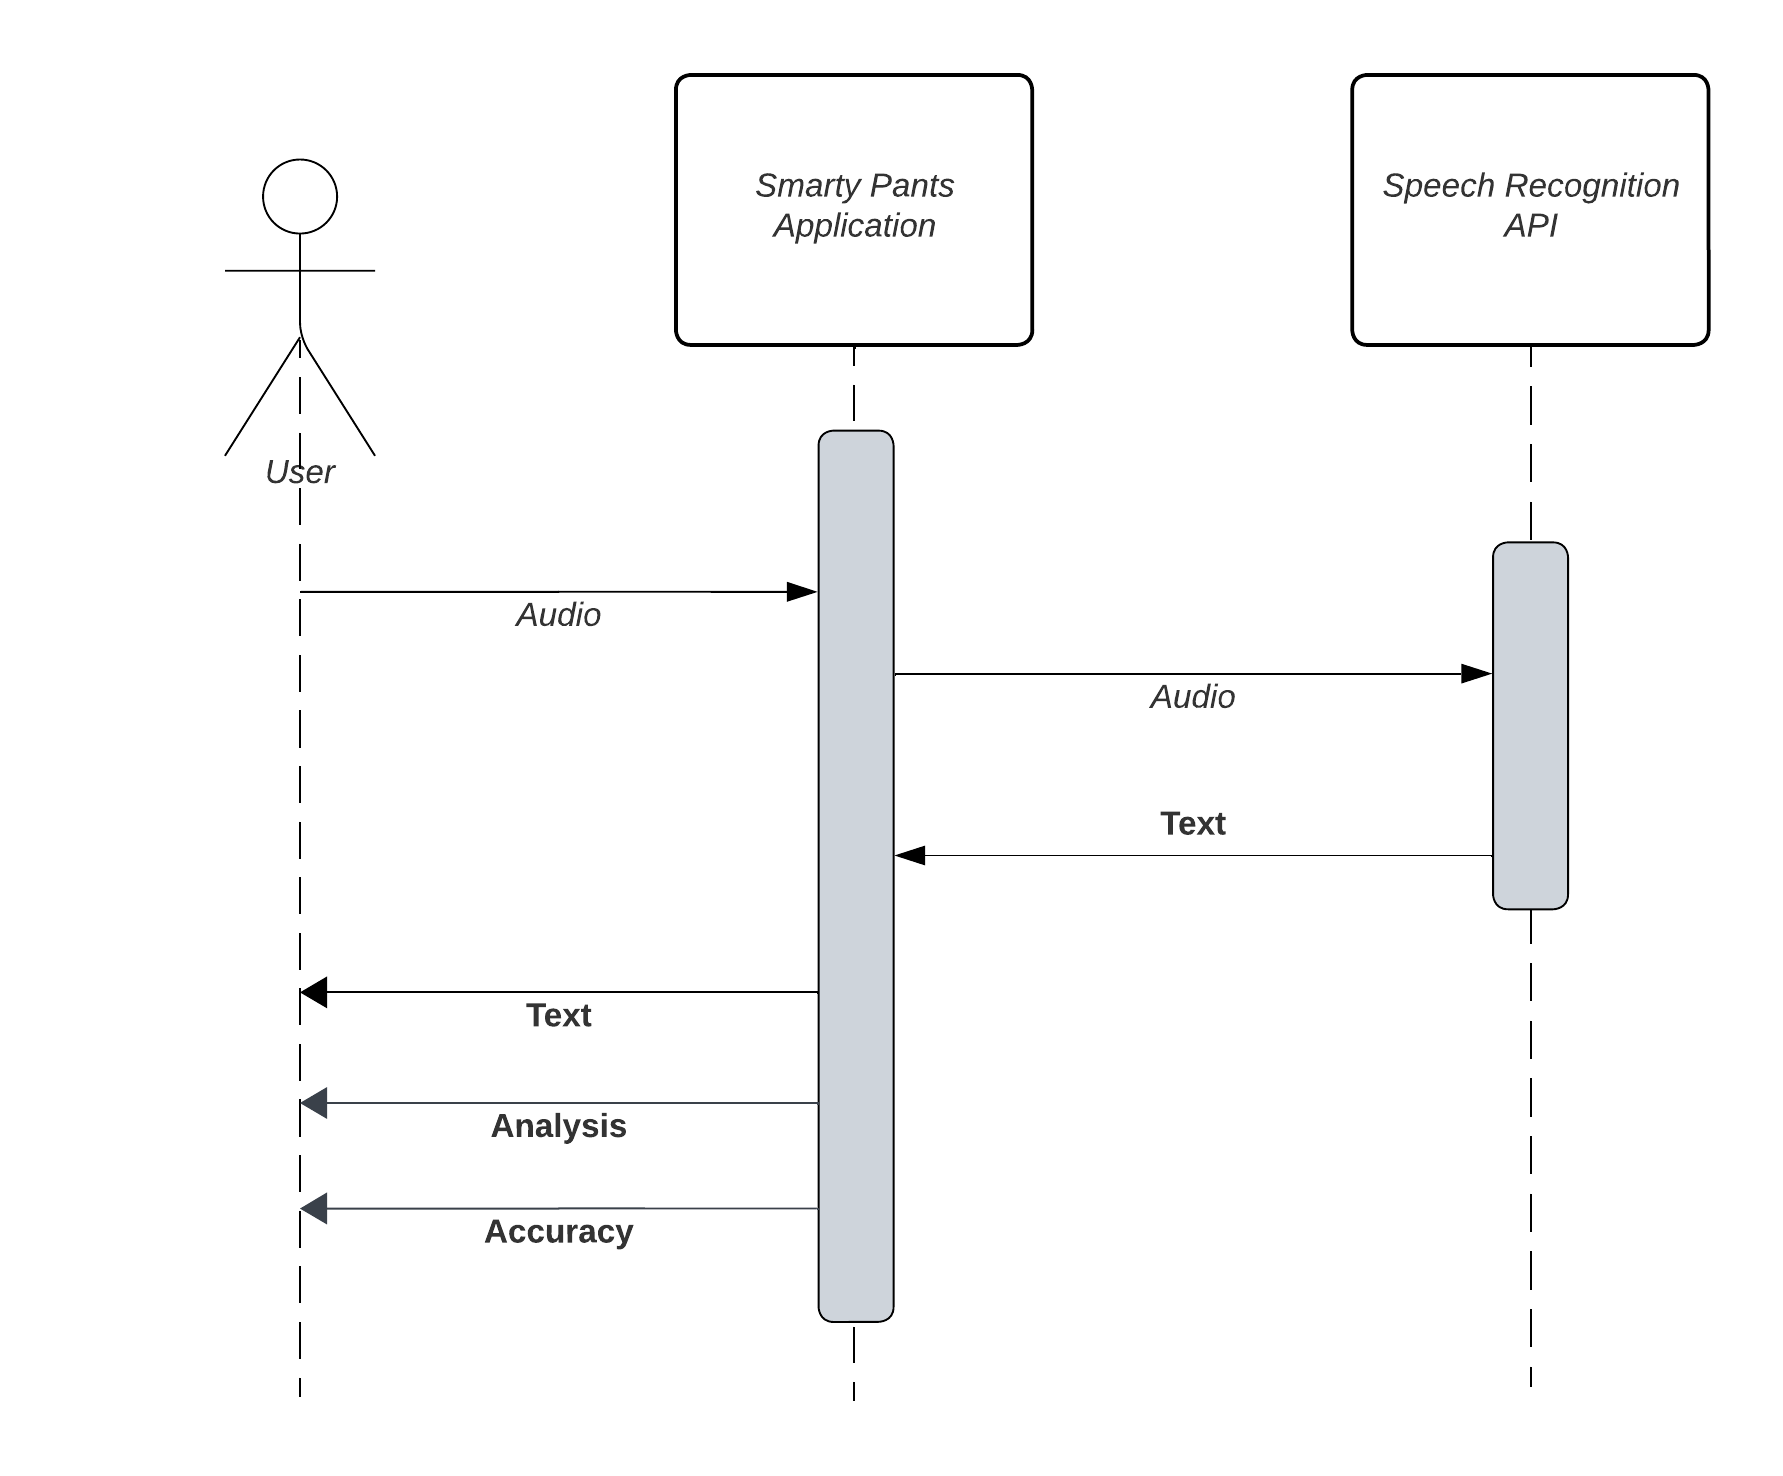 Smarty Pants
Application
Speech Recognition
API
User
Audio
Audio
Text
Text
Analysis
Accuracy